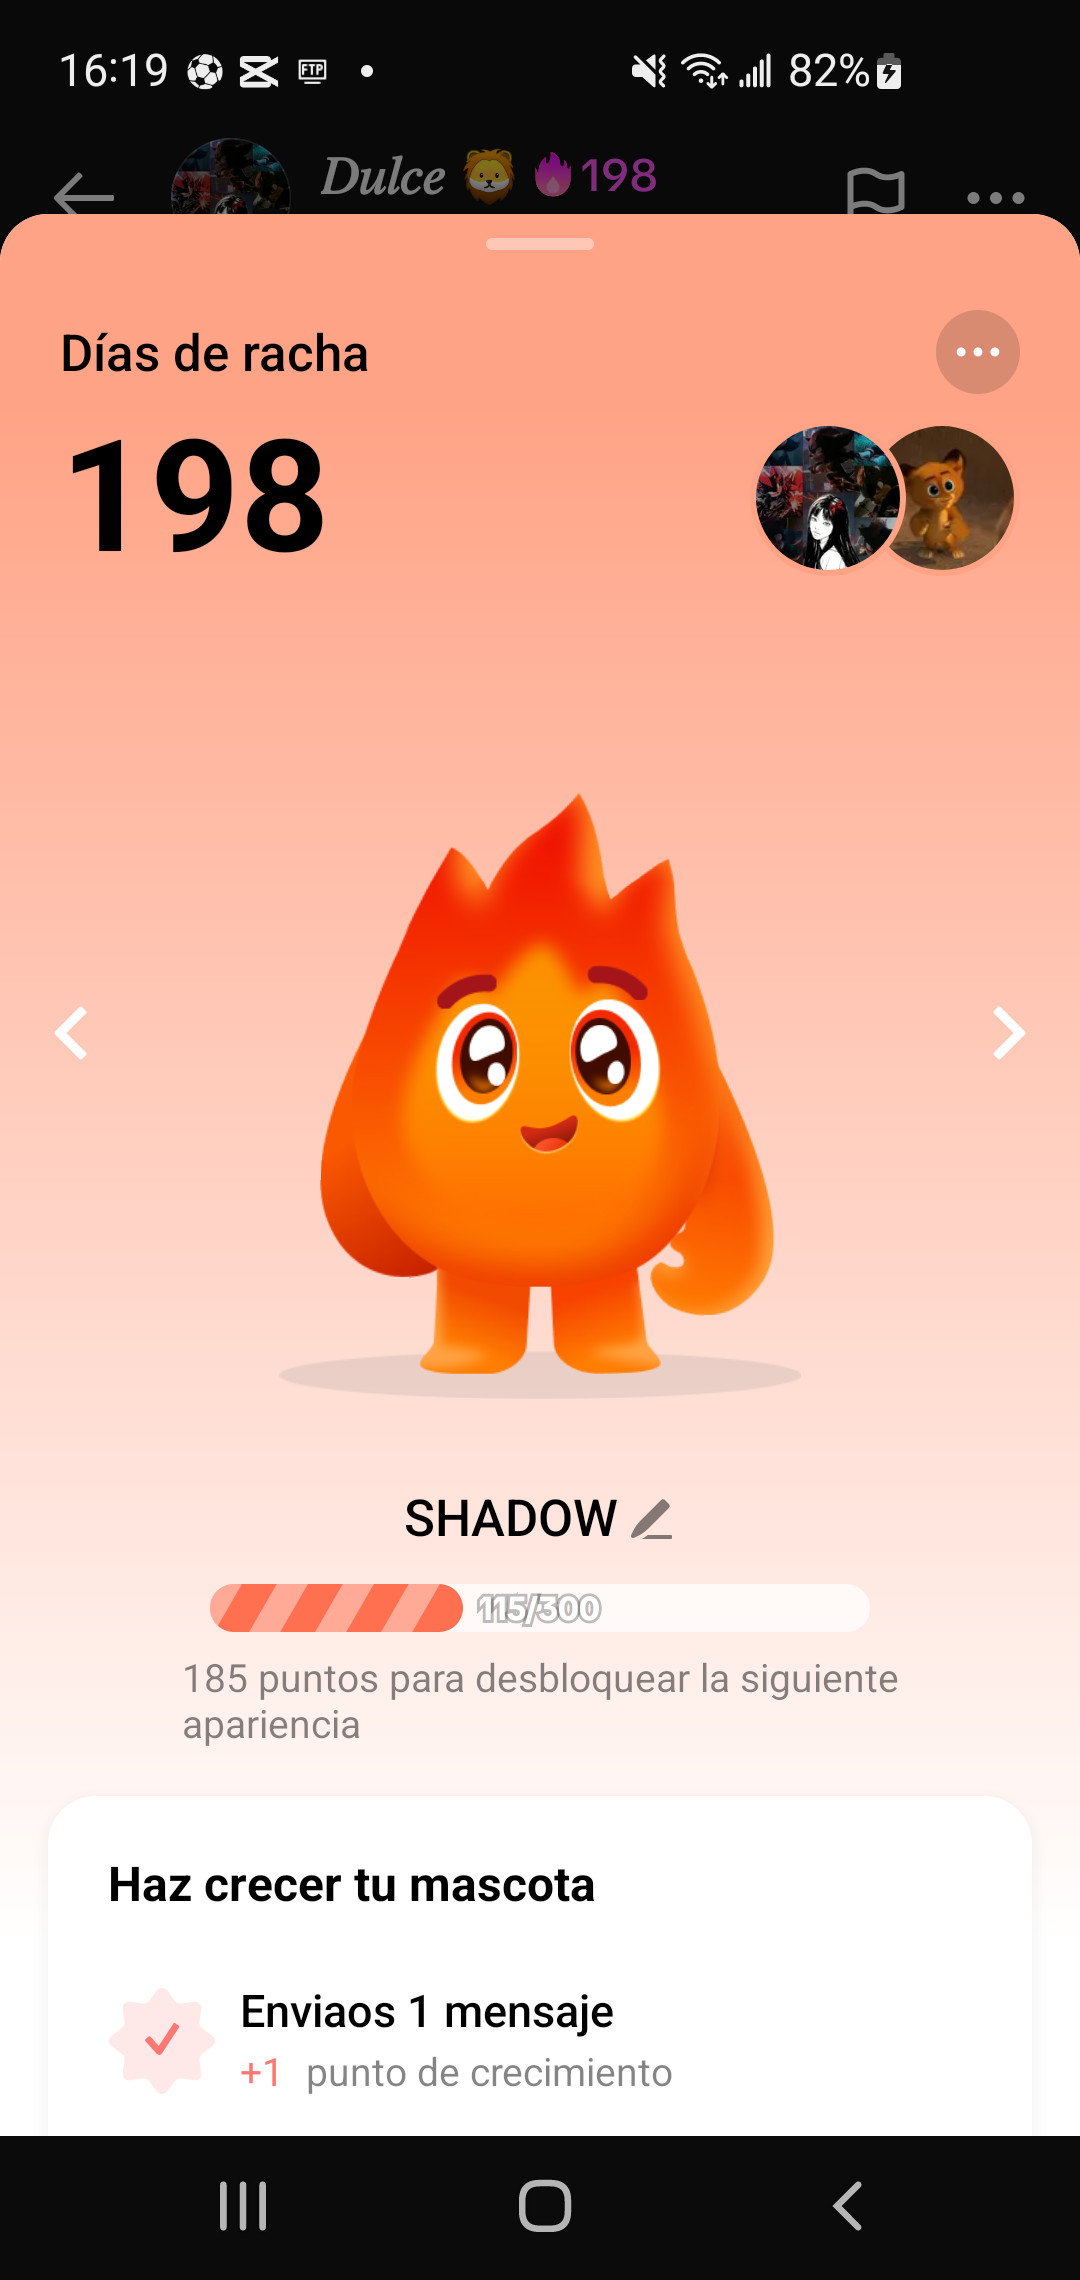 16:19 FTP 82%
Dulce 🦁 198
Días de racha
198
SHADOW
115/300
185 puntos para desbloquear la siguiente
apariencia
Haz crecer tu mascota
Enviaos 1 mensaje
+1 punto de crecimiento